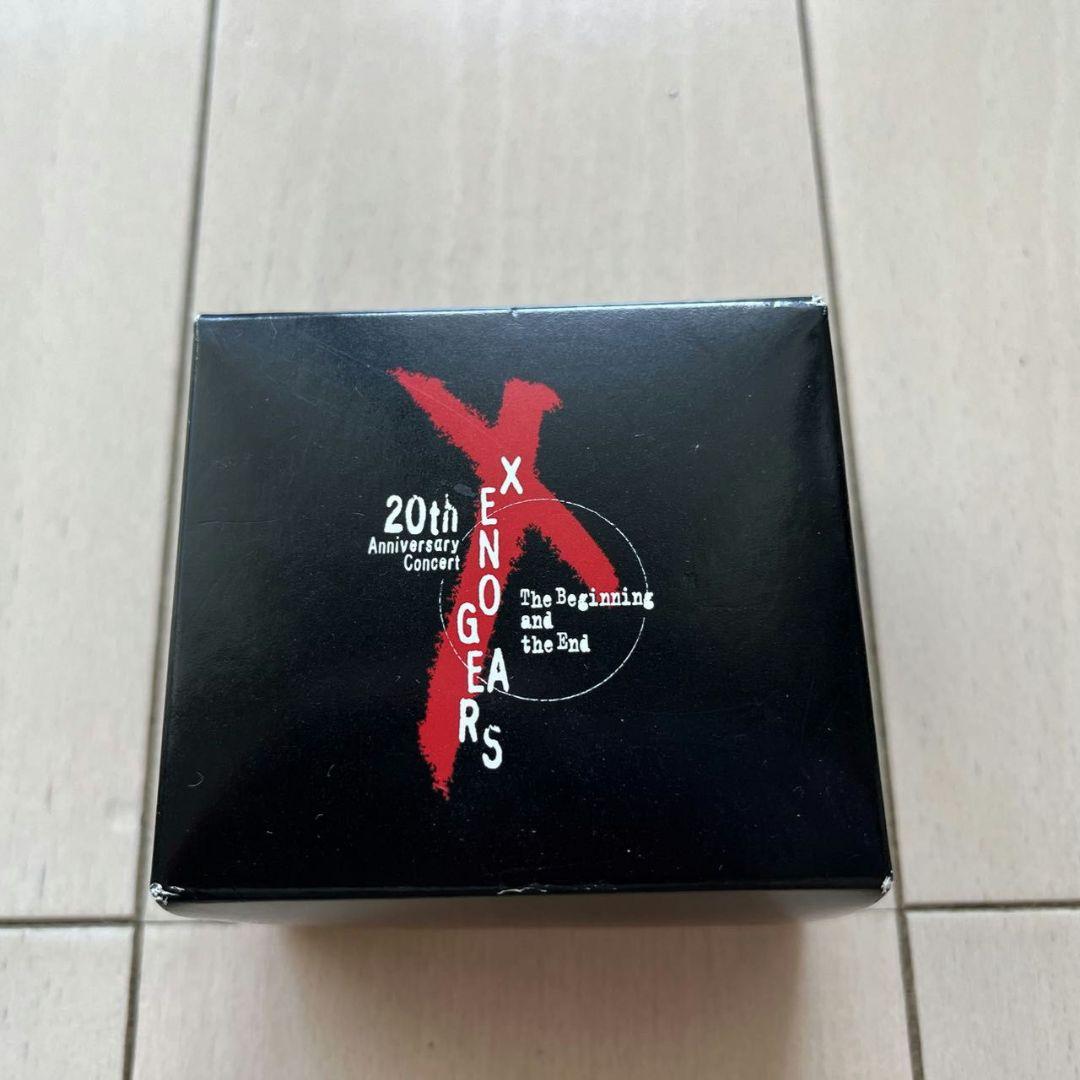 20th
Anniversary
Concert
XENOGEARS
The Beginning
and
the End